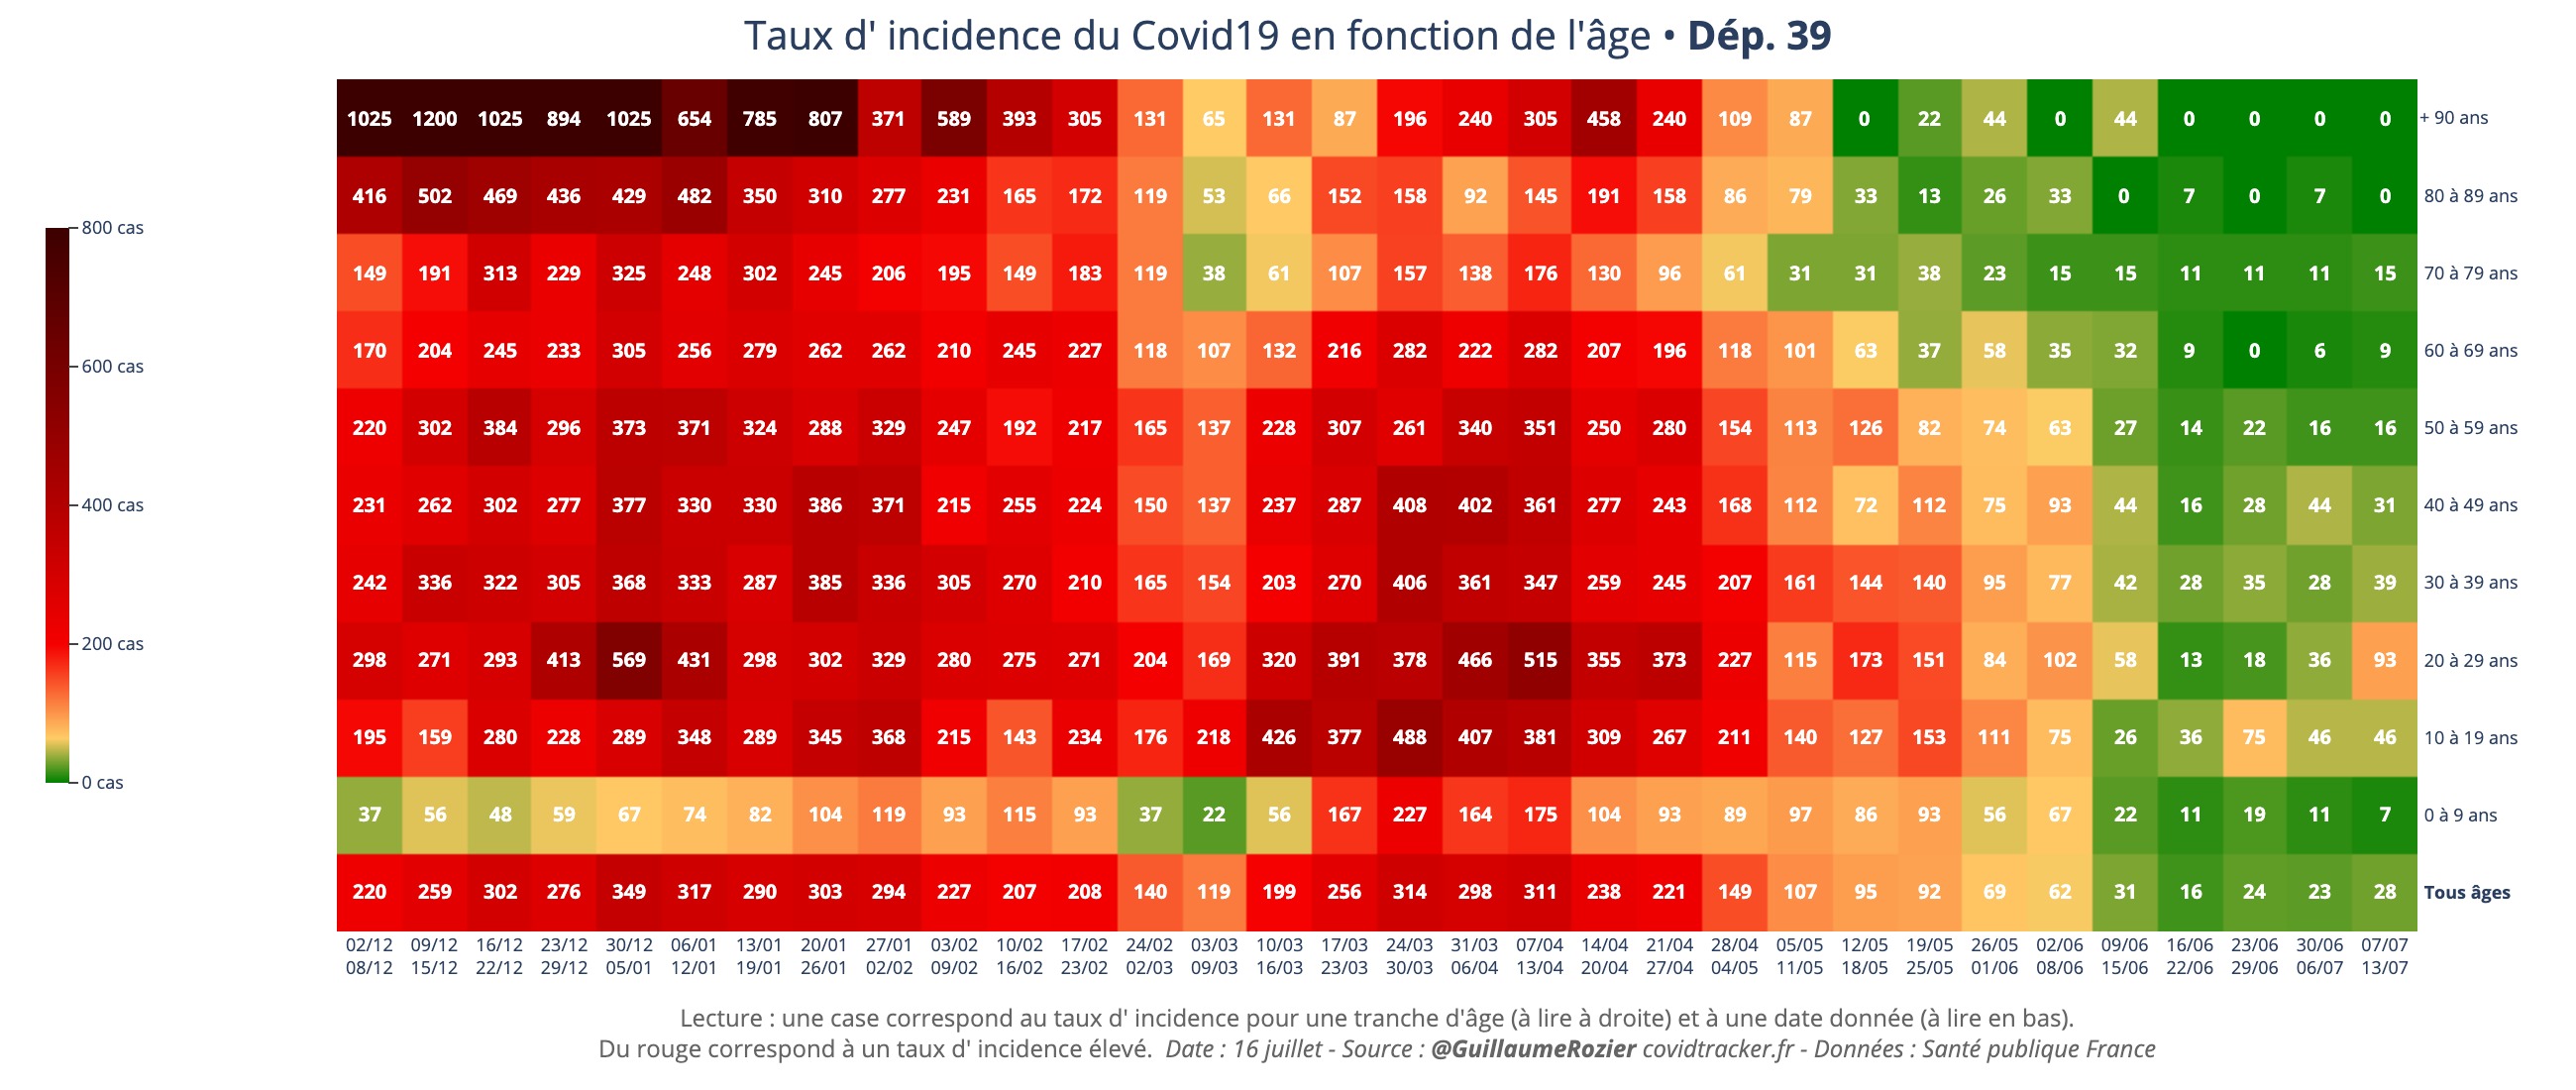 Taux d' incidence du Covid19 en fonction de l'âge • Dép. 39
1025 1200 1025 894 1025 654 785 807 371 589 393 305 131 65 131 87 196 240 305 458 240 109 87 0 22 44 0 44 0 0 0 0 + 90 ans
416 502 469 436 429 482 350 310 277 231 165 172 119 53 66 152 158 92 145 191 158 86 79 33 13 26 33 0 7 0 7 0 80 à 89 ans
149 191 313 229 325 248 302 245 206 195 149 183 119 38 61 107 157 138 176 130 96 61 31 31 38 23 15 15 11 11 11 15 70 à 79 ans
170 204 245 233 305 256 279 262 262 210 245 227 118 107 132 216 282 222 282 207 196 118 101 63 37 58 35 32 9 0 6 9 60 à 69 ans
220 302 384 296 373 371 324 288 329 247 192 217 165 137 228 307 261 340 351 250 280 154 113 126 82 74 63 27 14 22 16 16 50 à 59 ans
231 262 302 277 377 330 330 386 371 215 255 224 150 137 237 287 408 402 361 277 243 168 112 72 112 75 93 44 16 28 44 31 40 à 49 ans
242 336 322 305 368 333 287 385 336 305 270 210 165 154 203 270 406 361 347 259 245 207 161 144 140 95 77 42 28 35 28 39 30 à 39 ans
298 271 293 413 569 431 298 302 329 280 275 271 204 169 320 391 378 466 515 355 373 227 115 173 151 84 102 58 13 18 36 93 20 à 29 ans
195 159 280 228 289 348 289 345 368 215 143 234 176 218 426 377 488 407 381 309 267 211 140 127 153 111 75 26 36 75 46 46 10 à 19 ans
37 56 48 59 67 74 82 104 119 93 115 93 37 22 56 167 227 164 175 104 93 89 97 86 93 56 67 22 11 19 11 7 0 à 9 ans
220 259 302 276 349 317 290 303 294 227 207 208 140 119 199 256 314 298 311 238 221 149 107 95 92 69 62 31 16 24 23 28 Tous âges
02/12 09/12 16/12 23/12 30/12 06/01 13/01 20/01 27/01 03/02 10/02 17/02 24/02 03/03 10/03 17/03 24/03 31/03 07/04 14/04 21/04 28/04 05/05 12/05 19/05 26/05 02/06 09/06 16/06 23/06 30/06 07/07
08/12 15/12 22/12 29/12 05/01 12/01 19/01 26/01 02/02 09/02 16/02 23/02 02/03 09/03 16/03 23/03 30/03 06/04 13/04 20/04 27/04 04/05 11/05 18/05 25/05 01/06 08/06 15/06 22/06 29/06 06/07 13/07
800 cas
600 cas
400 cas
200 cas
0 cas
Lecture : une case correspond au taux d' incidence pour une tranche d'âge (à lire à droite) et à une date donnée (à lire en bas).
Du rouge correspond à un taux d' incidence élevé. Date : 16 juillet - Source : @GuillaumeRozier covidtracker.fr - Données : Santé publique France